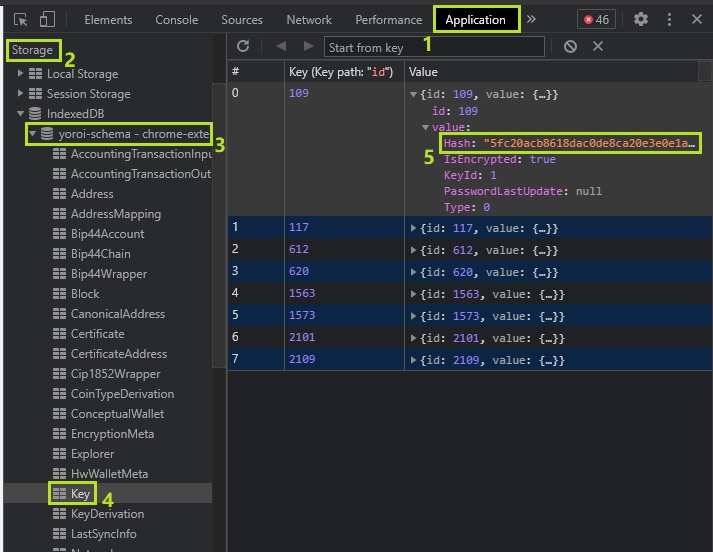 Elements Console Sources Network Performance Application » 46
Start from key 1
Storage 2
Local Storage
Session Storage
IndexedDB
yoroi-schema - chrome-exte 3
AccountingTransactionInpu
AccountingTransactionOut
Address
AddressMapping
Bip44Account
Bip44Chain
Bip44Wrapper
Block
CanonicalAddress
Certificate
CertificateAddress
Cip1852Wrapper
CoinTypeDerivation
ConceptualWallet
EncryptionMeta
Explorer
HwWalletMeta
Key 4
KeyDerivation
LastSyncInfo
# Key (Key path: "id") Value
0 109 {id: 109, value: {…}}
id: 109
value:
5 Hash: "5fc20acb8618dac0de8ca20e3e0e1a…
IsEncrypted: true
KeyId: 1
PasswordLastUpdate: null
Type: 0
1 117 {id: 117, value: {…}}
2 612 {id: 612, value: {…}}
3 620 {id: 620, value: {…}}
4 1563 {id: 1563, value: {…}}
5 1573 {id: 1573, value: {…}}
6 2101 {id: 2101, value: {…}}
7 2109 {id: 2109, value: {…}}